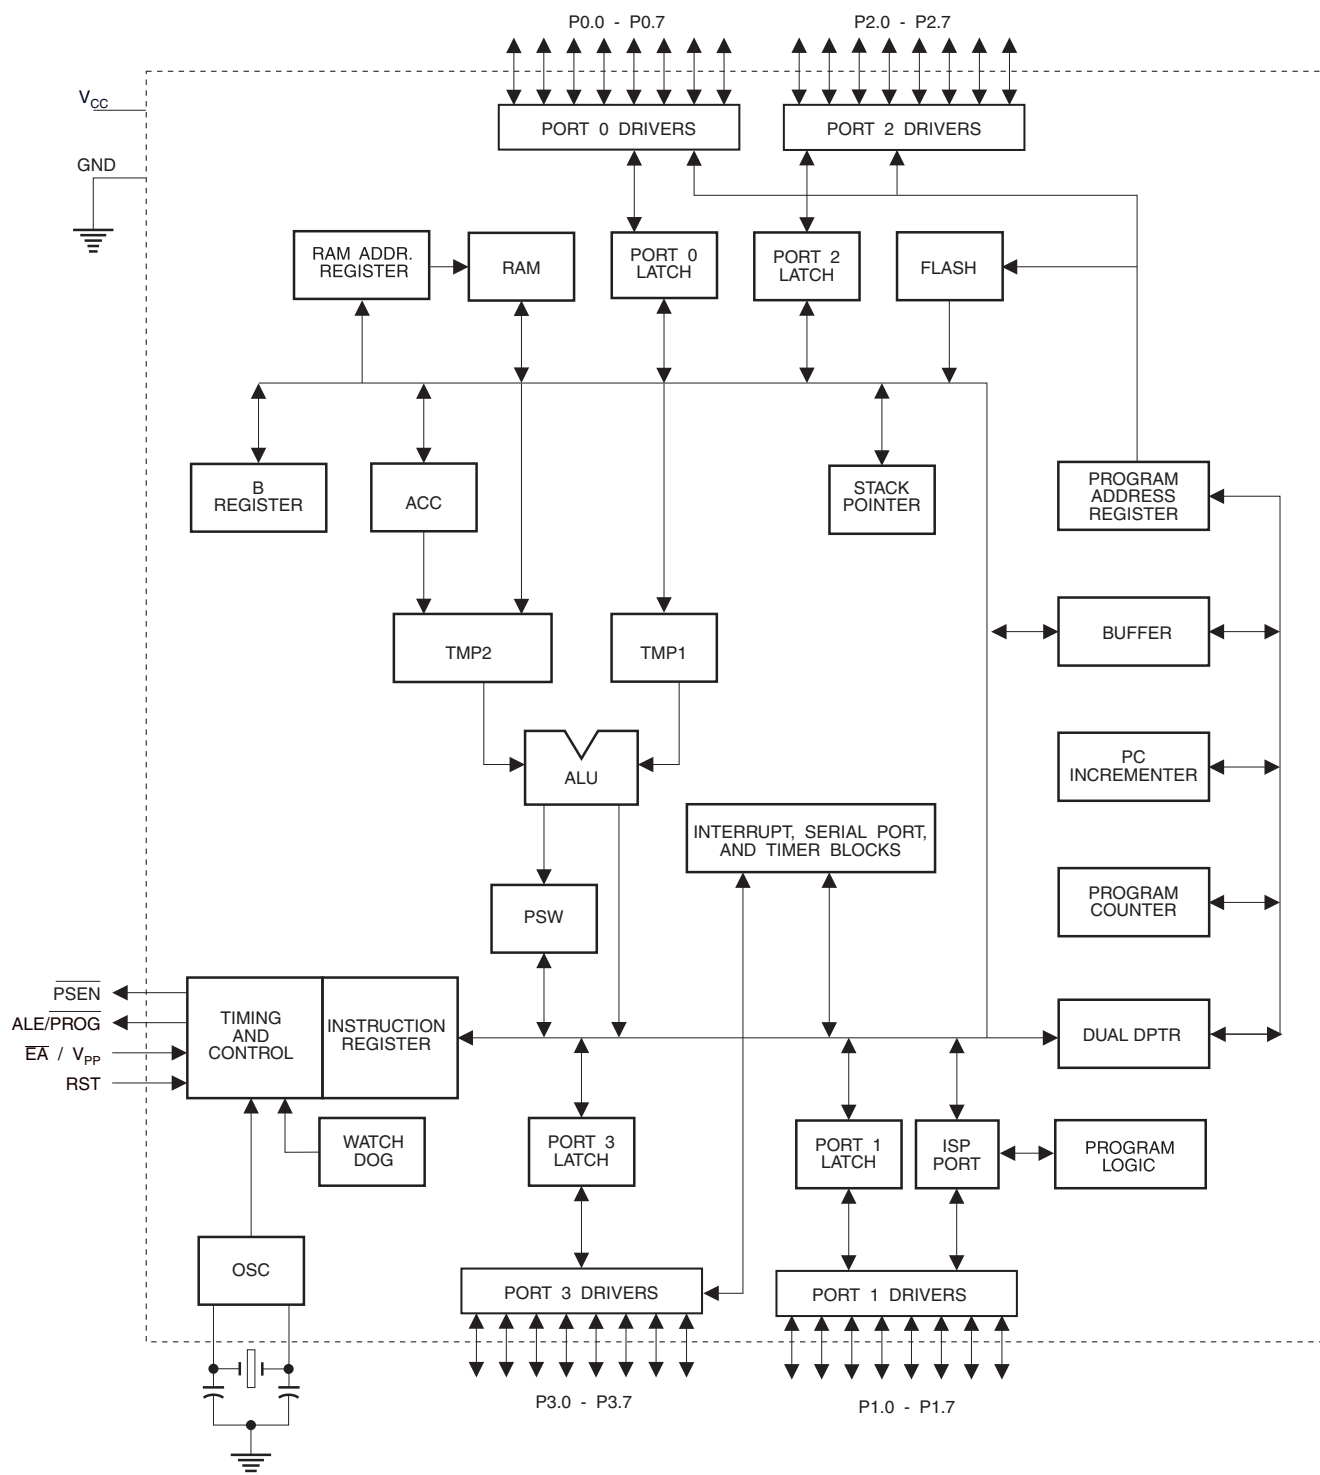 P0.0 - P0.7
P2.0 - P2.7
VCC
GND
PORT 0 DRIVERS
PORT 2 DRIVERS
RAM ADDR.
REGISTER
RAM
PORT 0
LATCH
PORT 2
LATCH
FLASH
B
REGISTER
ACC
STACK
POINTER
PROGRAM
ADDRESS
REGISTER
BUFFER
TMP2
TMP1
PC
INCREMENTER
ALU
INTERRUPT, SERIAL PORT,
AND TIMER BLOCKS
PROGRAM
COUNTER
PSW
PSEN
ALE/PROG
EA / VPP
RST
TIMING
AND
CONTROL
INSTRUCTION
REGISTER
DUAL DPTR
WATCH
DOG
PORT 3
LATCH
PORT 1
LATCH
ISP
PORT
PROGRAM
LOGIC
OSC
PORT 3 DRIVERS
PORT 1 DRIVERS
P3.0 - P3.7
P1.0 - P1.7